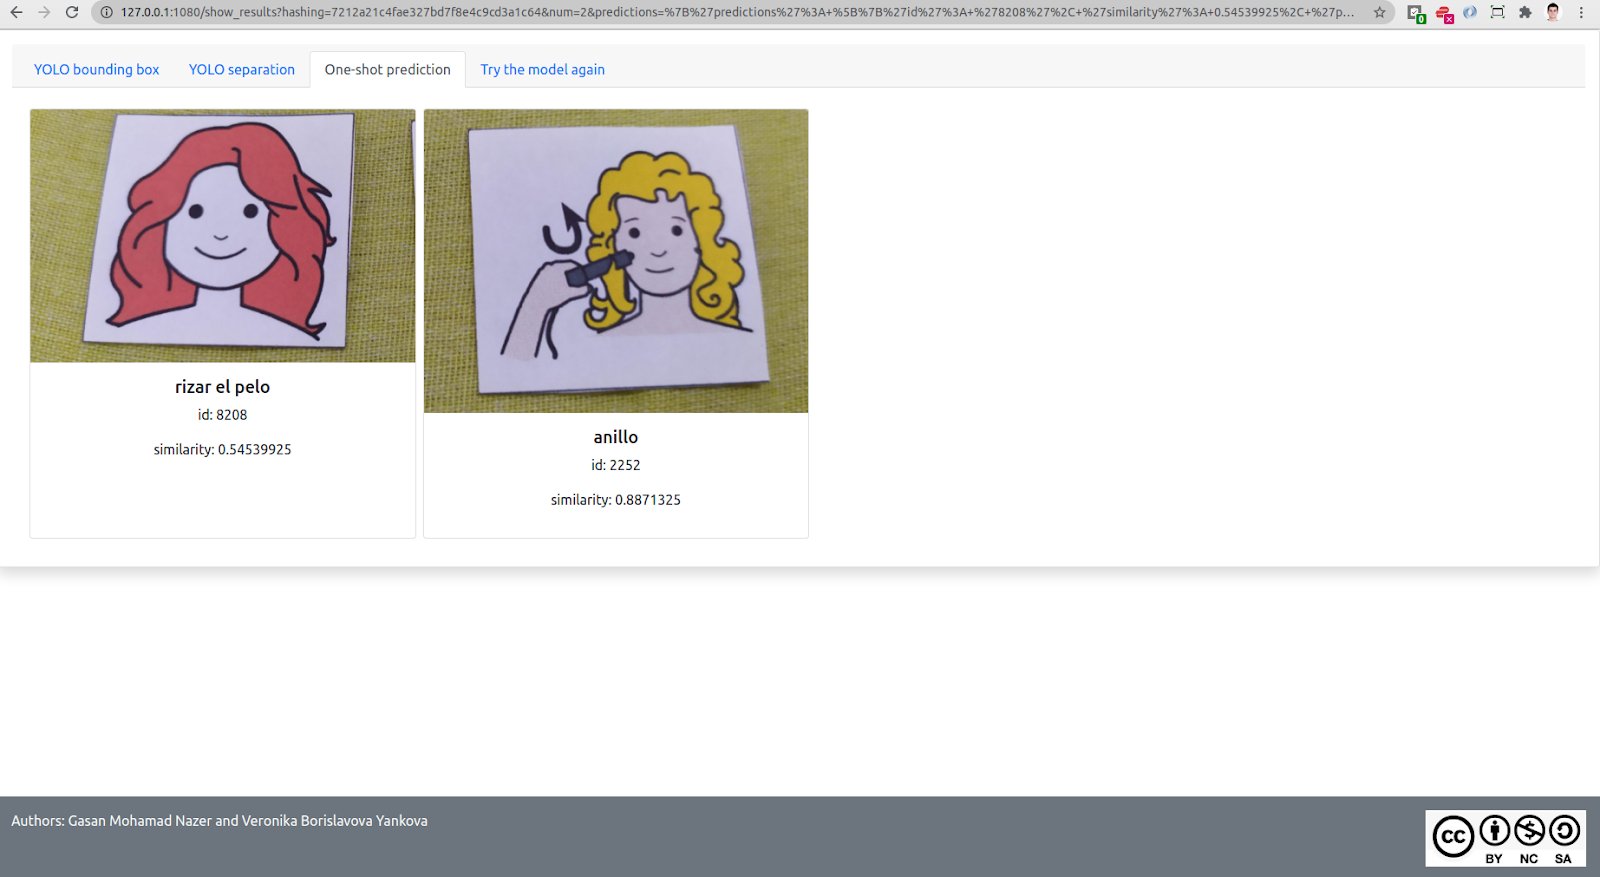 127.0.0.1:1080/show_results?hashing=7212a21c4fae327bd7f8e4c9cd3a1c64&num=2&predictions=%7B%27predictions%27%3A+%5B%7B%27id%27%3A+%278208%27%2C+%27similarity%27%3A+0.54539925%2C+%27p...
0
x
YOLO bounding box
YOLO separation
One-shot prediction
Try the model again
rizar el pelo
id: 8208
similarity: 0.54539925
anillo
id: 2252
similarity: 0.8871325
Authors: Gasan Mohamad Nazer and Veronika Borislavova Yankova
cc
BY NC SA